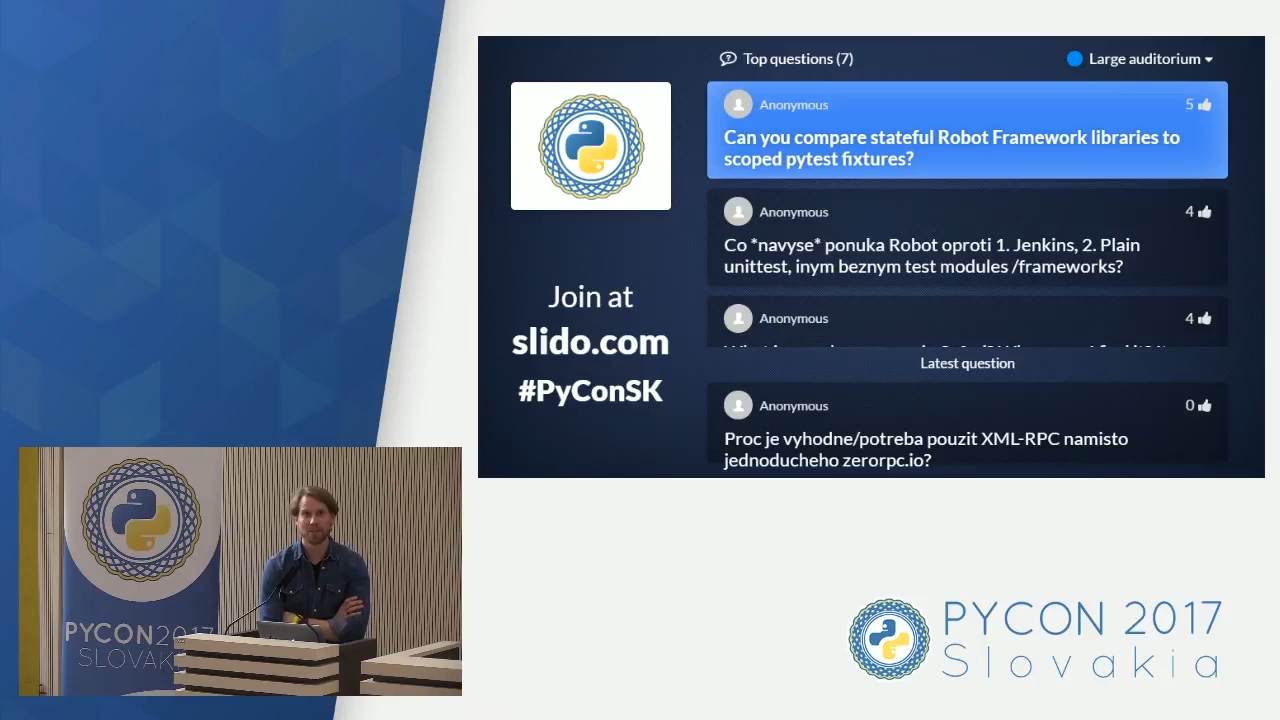 Top questions (7)
Large auditorium
Anonymous
5
Can you compare stateful Robot Framework libraries to
scoped pytest fixtures?
Anonymous
4
Co *navyse* ponuka Robot oproti 1. Jenkins, 2. Plain
unittest, inym beznym test modules /frameworks?
Anonymous
4
Latest question
Anonymous
0
Proc je vyhodne/potreba pouzit XML-RPC namisto
jednoducheho zerorpc.io?
Join at
slido.com
#PyConSK
PYCON 2017
SLOVAK
PYCON 2017
Slovakia